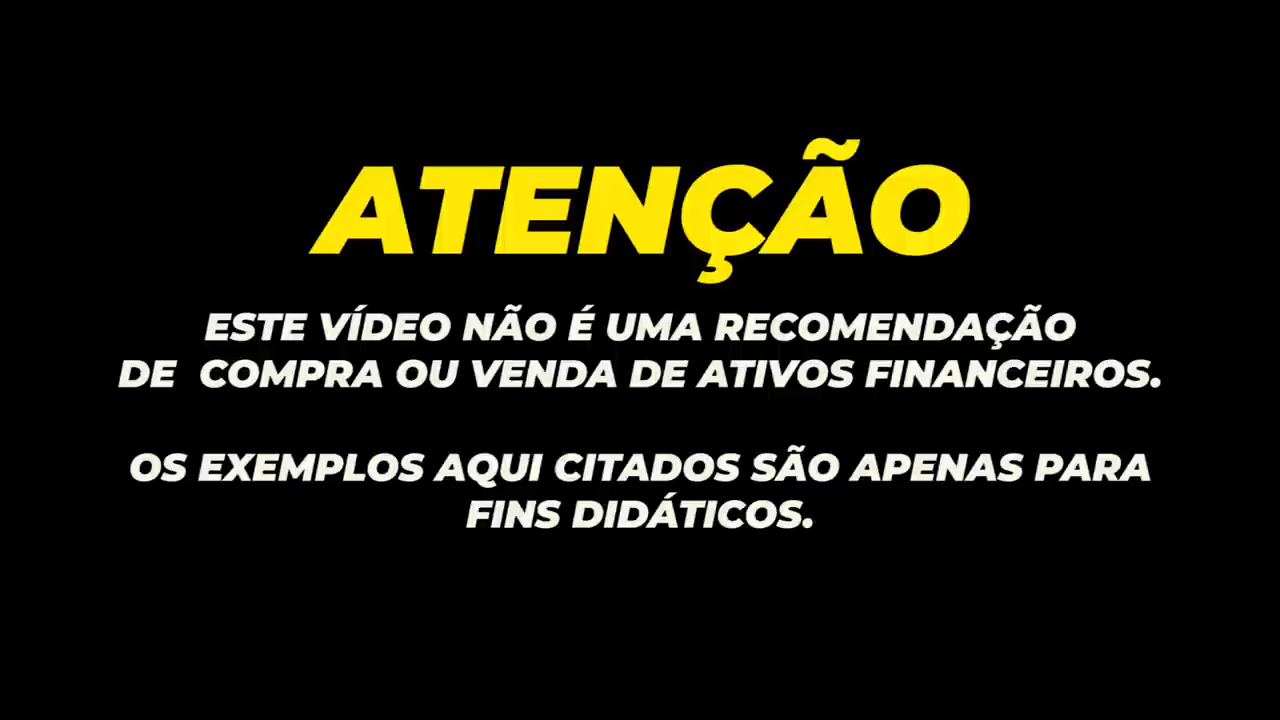 ATENÇÃO
ESTE VÍDEO NÃO É UMA RECOMENDAÇÃO
DE COMPRA OU VENDA DE ATIVOS FINANCEIROS.
OS EXEMPLOS AQUI CITADOS SÃO APENAS PARA
FINS DIDÁTICOS.